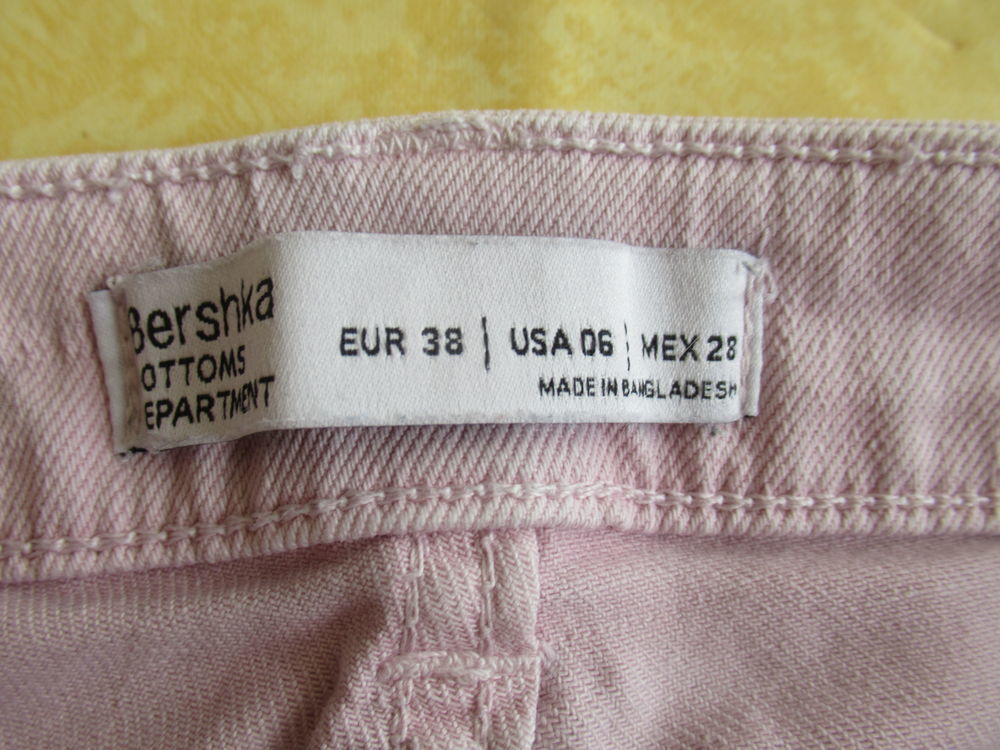 Bershka
OTTOMS
EPARTMENT
EUR 38 | USA 06 | MEX 28
MADE IN BANGLADESH